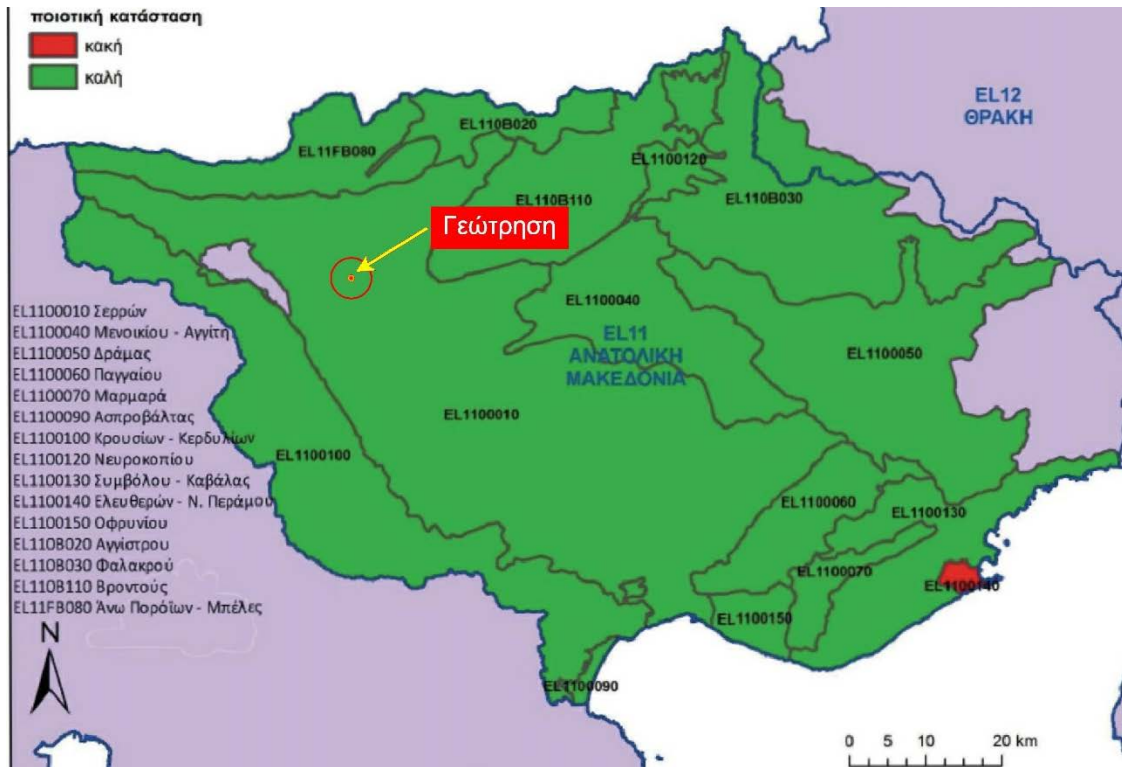 ποιοτική κατάσταση
κακή
καλή
EL12
ΘΡΑΚΗ
EL110B020
EL11FB080
EL1100120
EL110B110
EL110B030
Γεώτρηση
EL1100040
EL11
ΑΝΑΤΟΛΙΚΗ
ΜΑΚΕΔΟΝΙΑ
EL1100050
EL1100010
EL1100100
EL1100060
EL1100130
EL1100070
EL1100140
EL1100150
EL1100090
EL1100010 Σερρών
EL1100040 Μενοικίου - Αγγίτη
EL1100050 Δράμας
EL1100060 Παγγαίου
EL1100070 Μαρμαρά
EL1100090 Ασπροβάλτας
EL1100100 Κρουσίων - Κερδυλίων
EL1100120 Νευροκοπίου
EL1100130 Συμβόλου - Καβάλας
EL1100140 Ελευθερών - Ν. Περάμου
EL1100150 Οφρυνίου
EL110B020 Αγγίστρου
EL110B030 Φαλακρού
EL110B110 Βροντούς
EL11FB080 Άνω Πορόϊων - Μπέλες
N
0 5 10 20 km